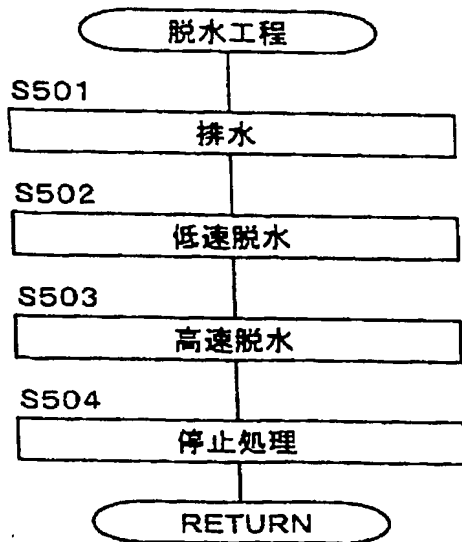 脱水工程
S501
排水
S502
低速脱水
S503
高速脱水
S504
停止処理
RETURN